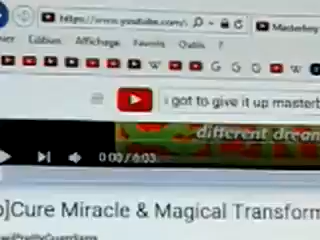 https://www.youtube.com/ Masterboy
Edition Affichage Favoris Outils ?
W G G G W
i got to give it up masterb
different dream
0:00 / 6:03
]Cure Miracle & Magical Transform